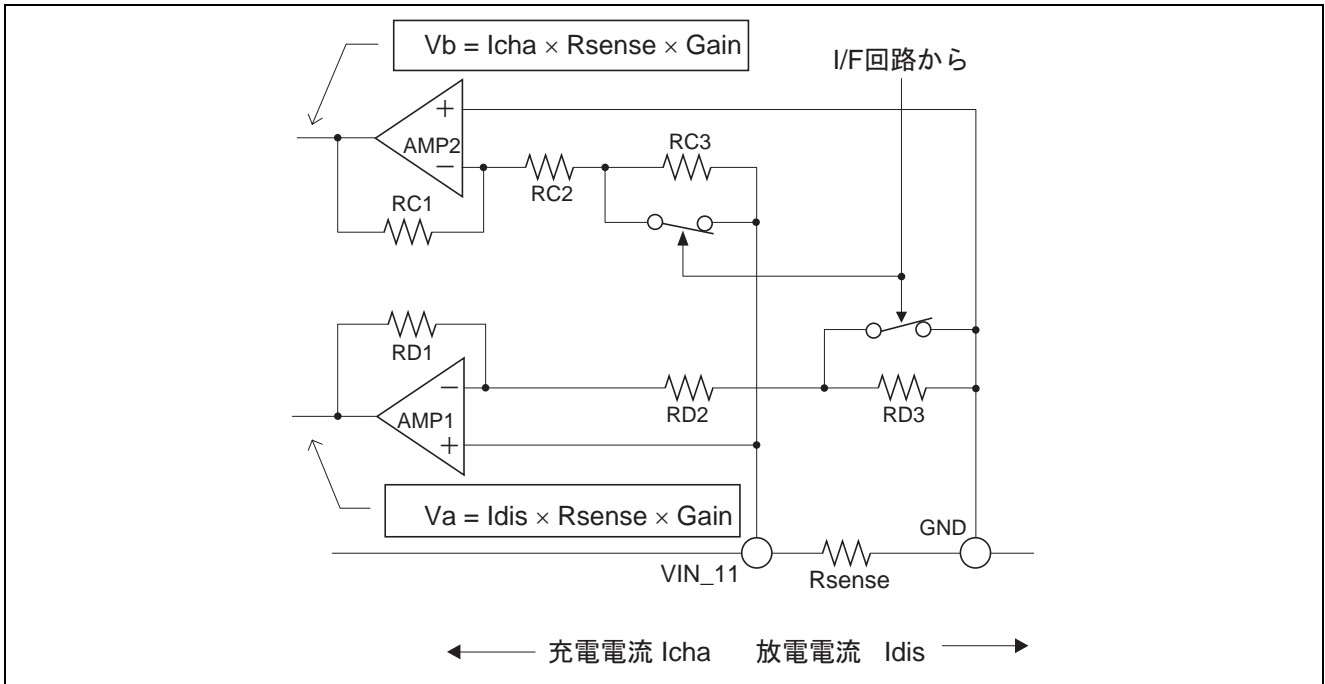 Vb = Icha × Rsense × Gain
I/F回路から
+
AMP2
−
RC3
RC2
RC1
RD1
−
AMP1
+
RD2
RD3
Va = Idis × Rsense × Gain
GND
VIN_11
Rsense
充電電流 Icha 放電電流 Idis